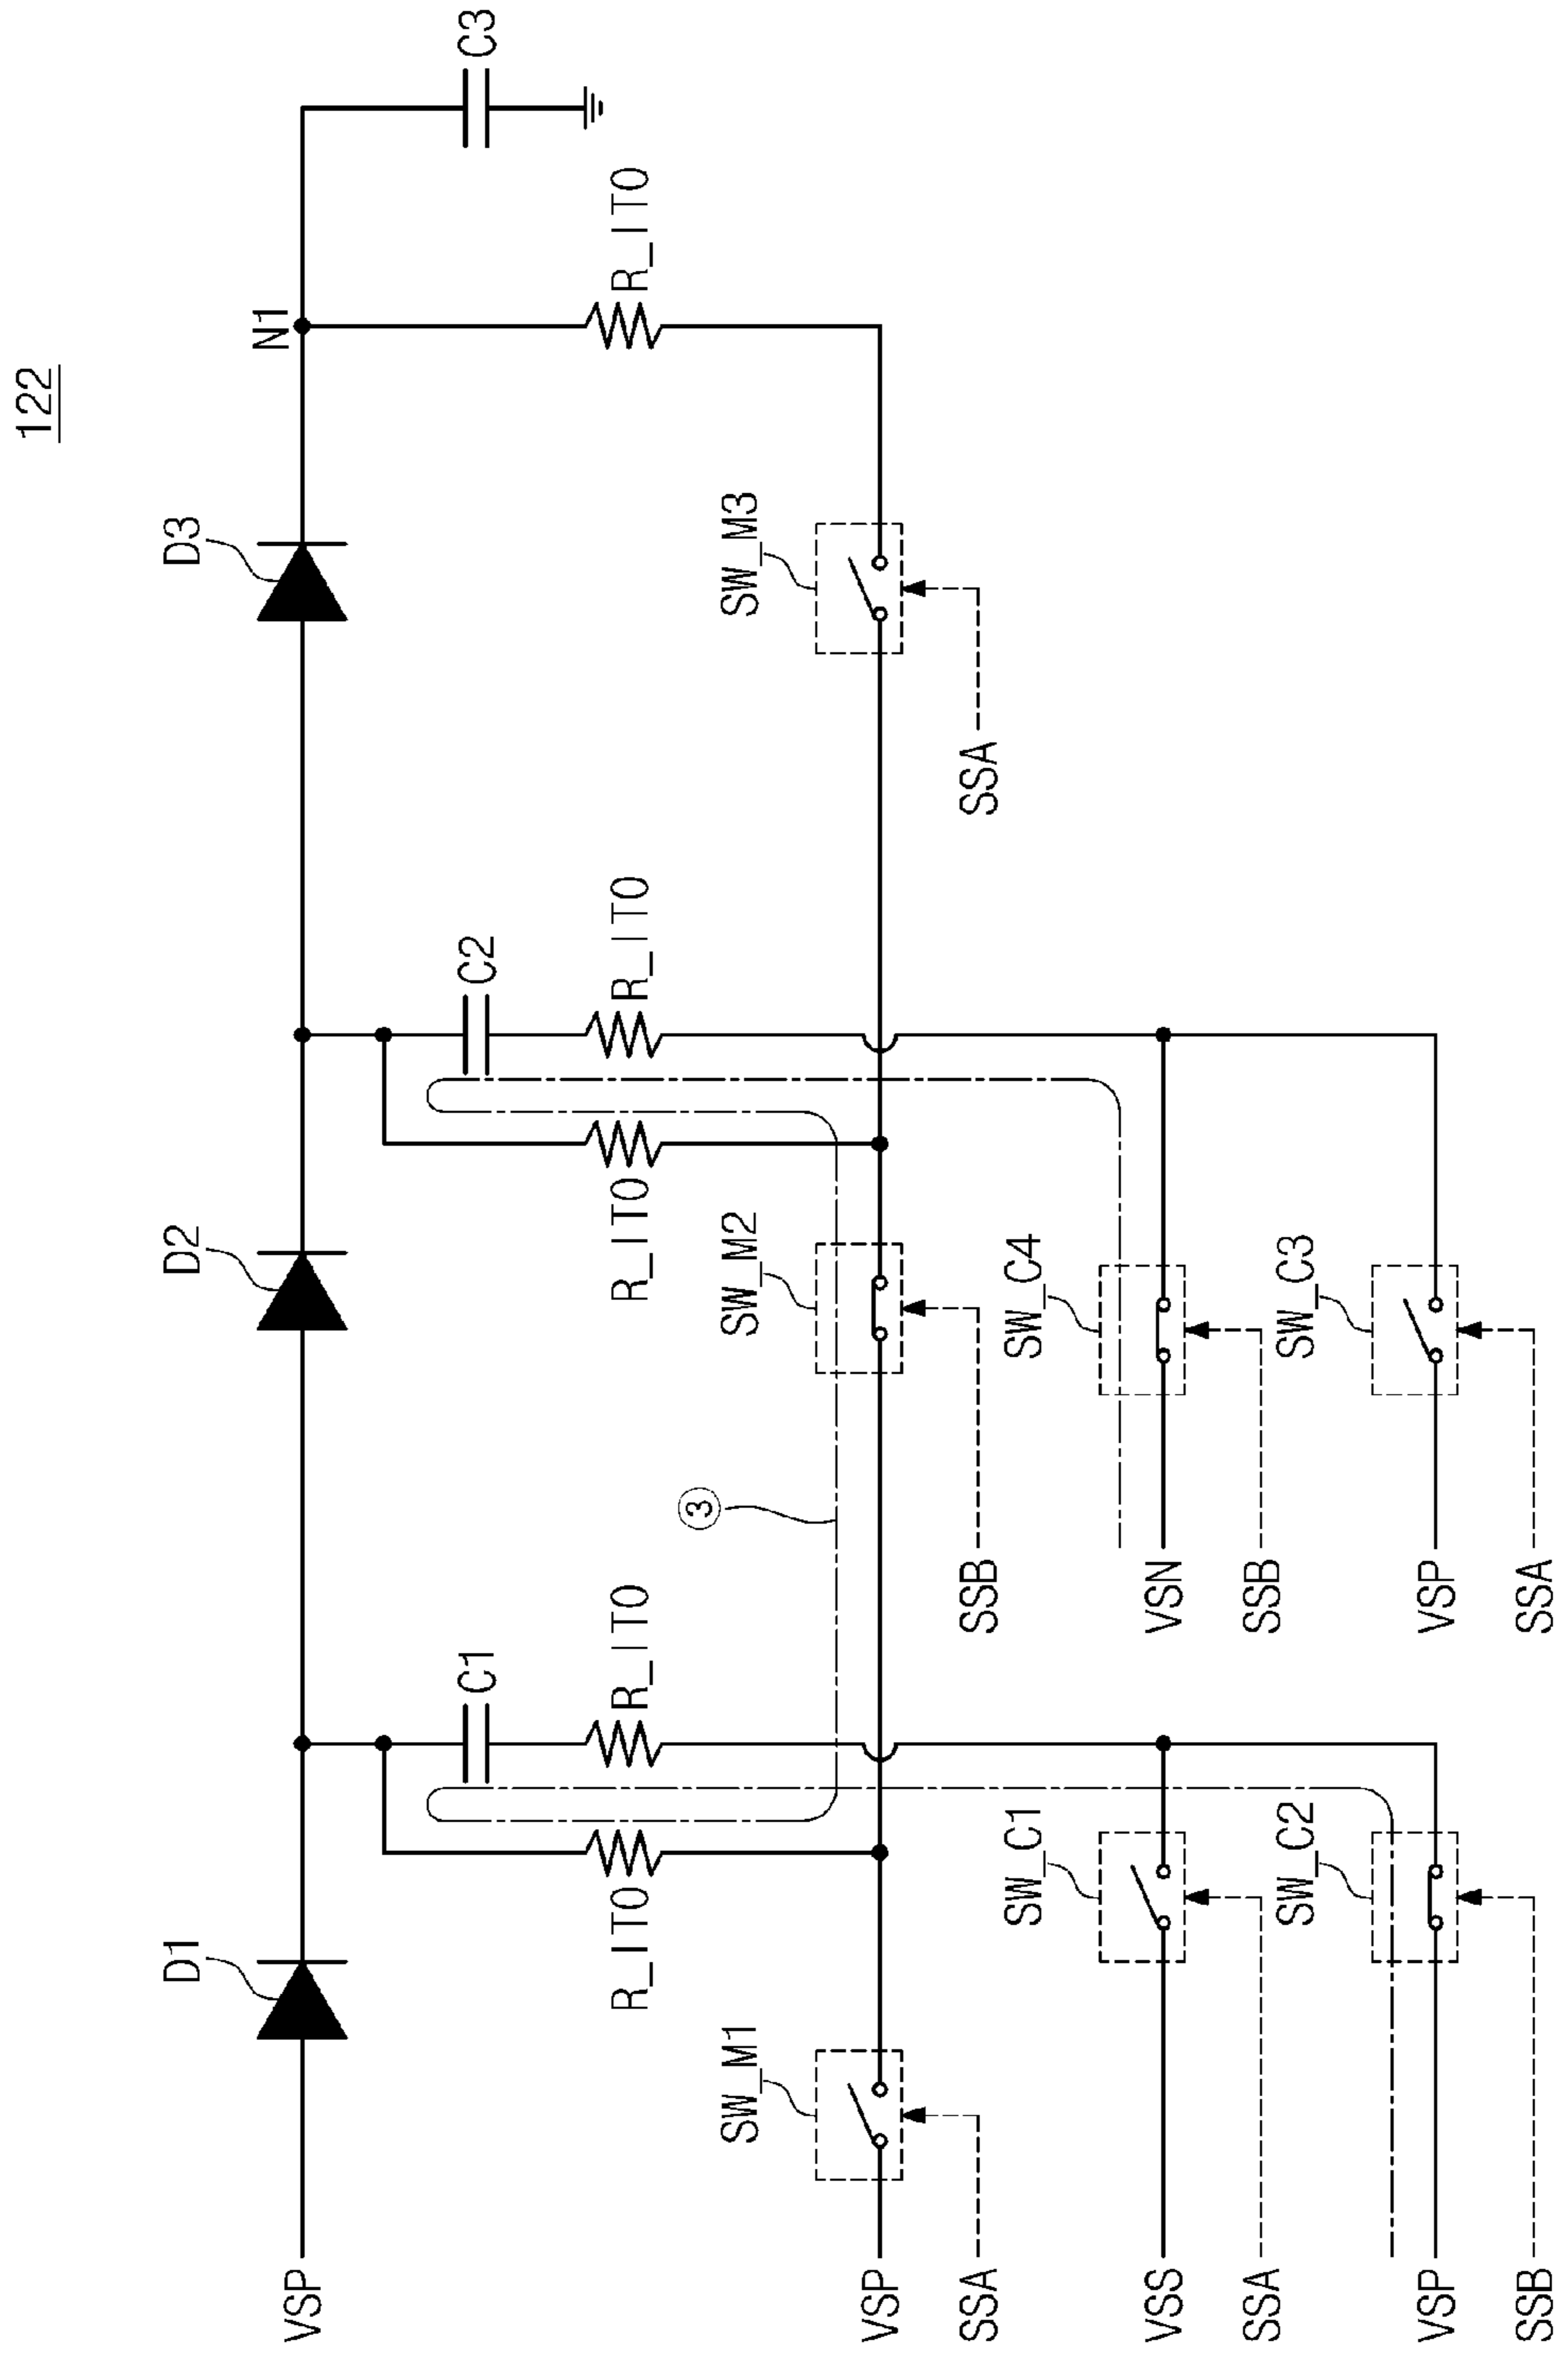 122
D1
D2
D3
N1
VSP
C1
C2
C3
R_ITO
R_ITO
R_ITO
R_ITO
R_ITO
③
SW_M1
SW_M2
SW_M3
VSP
SSA
SSB
SSA
SW_C1
SW_C4
VSS
VSN
SSA
SSB
SW_C2
SW_C3
VSP
VSP
SSB
SSA